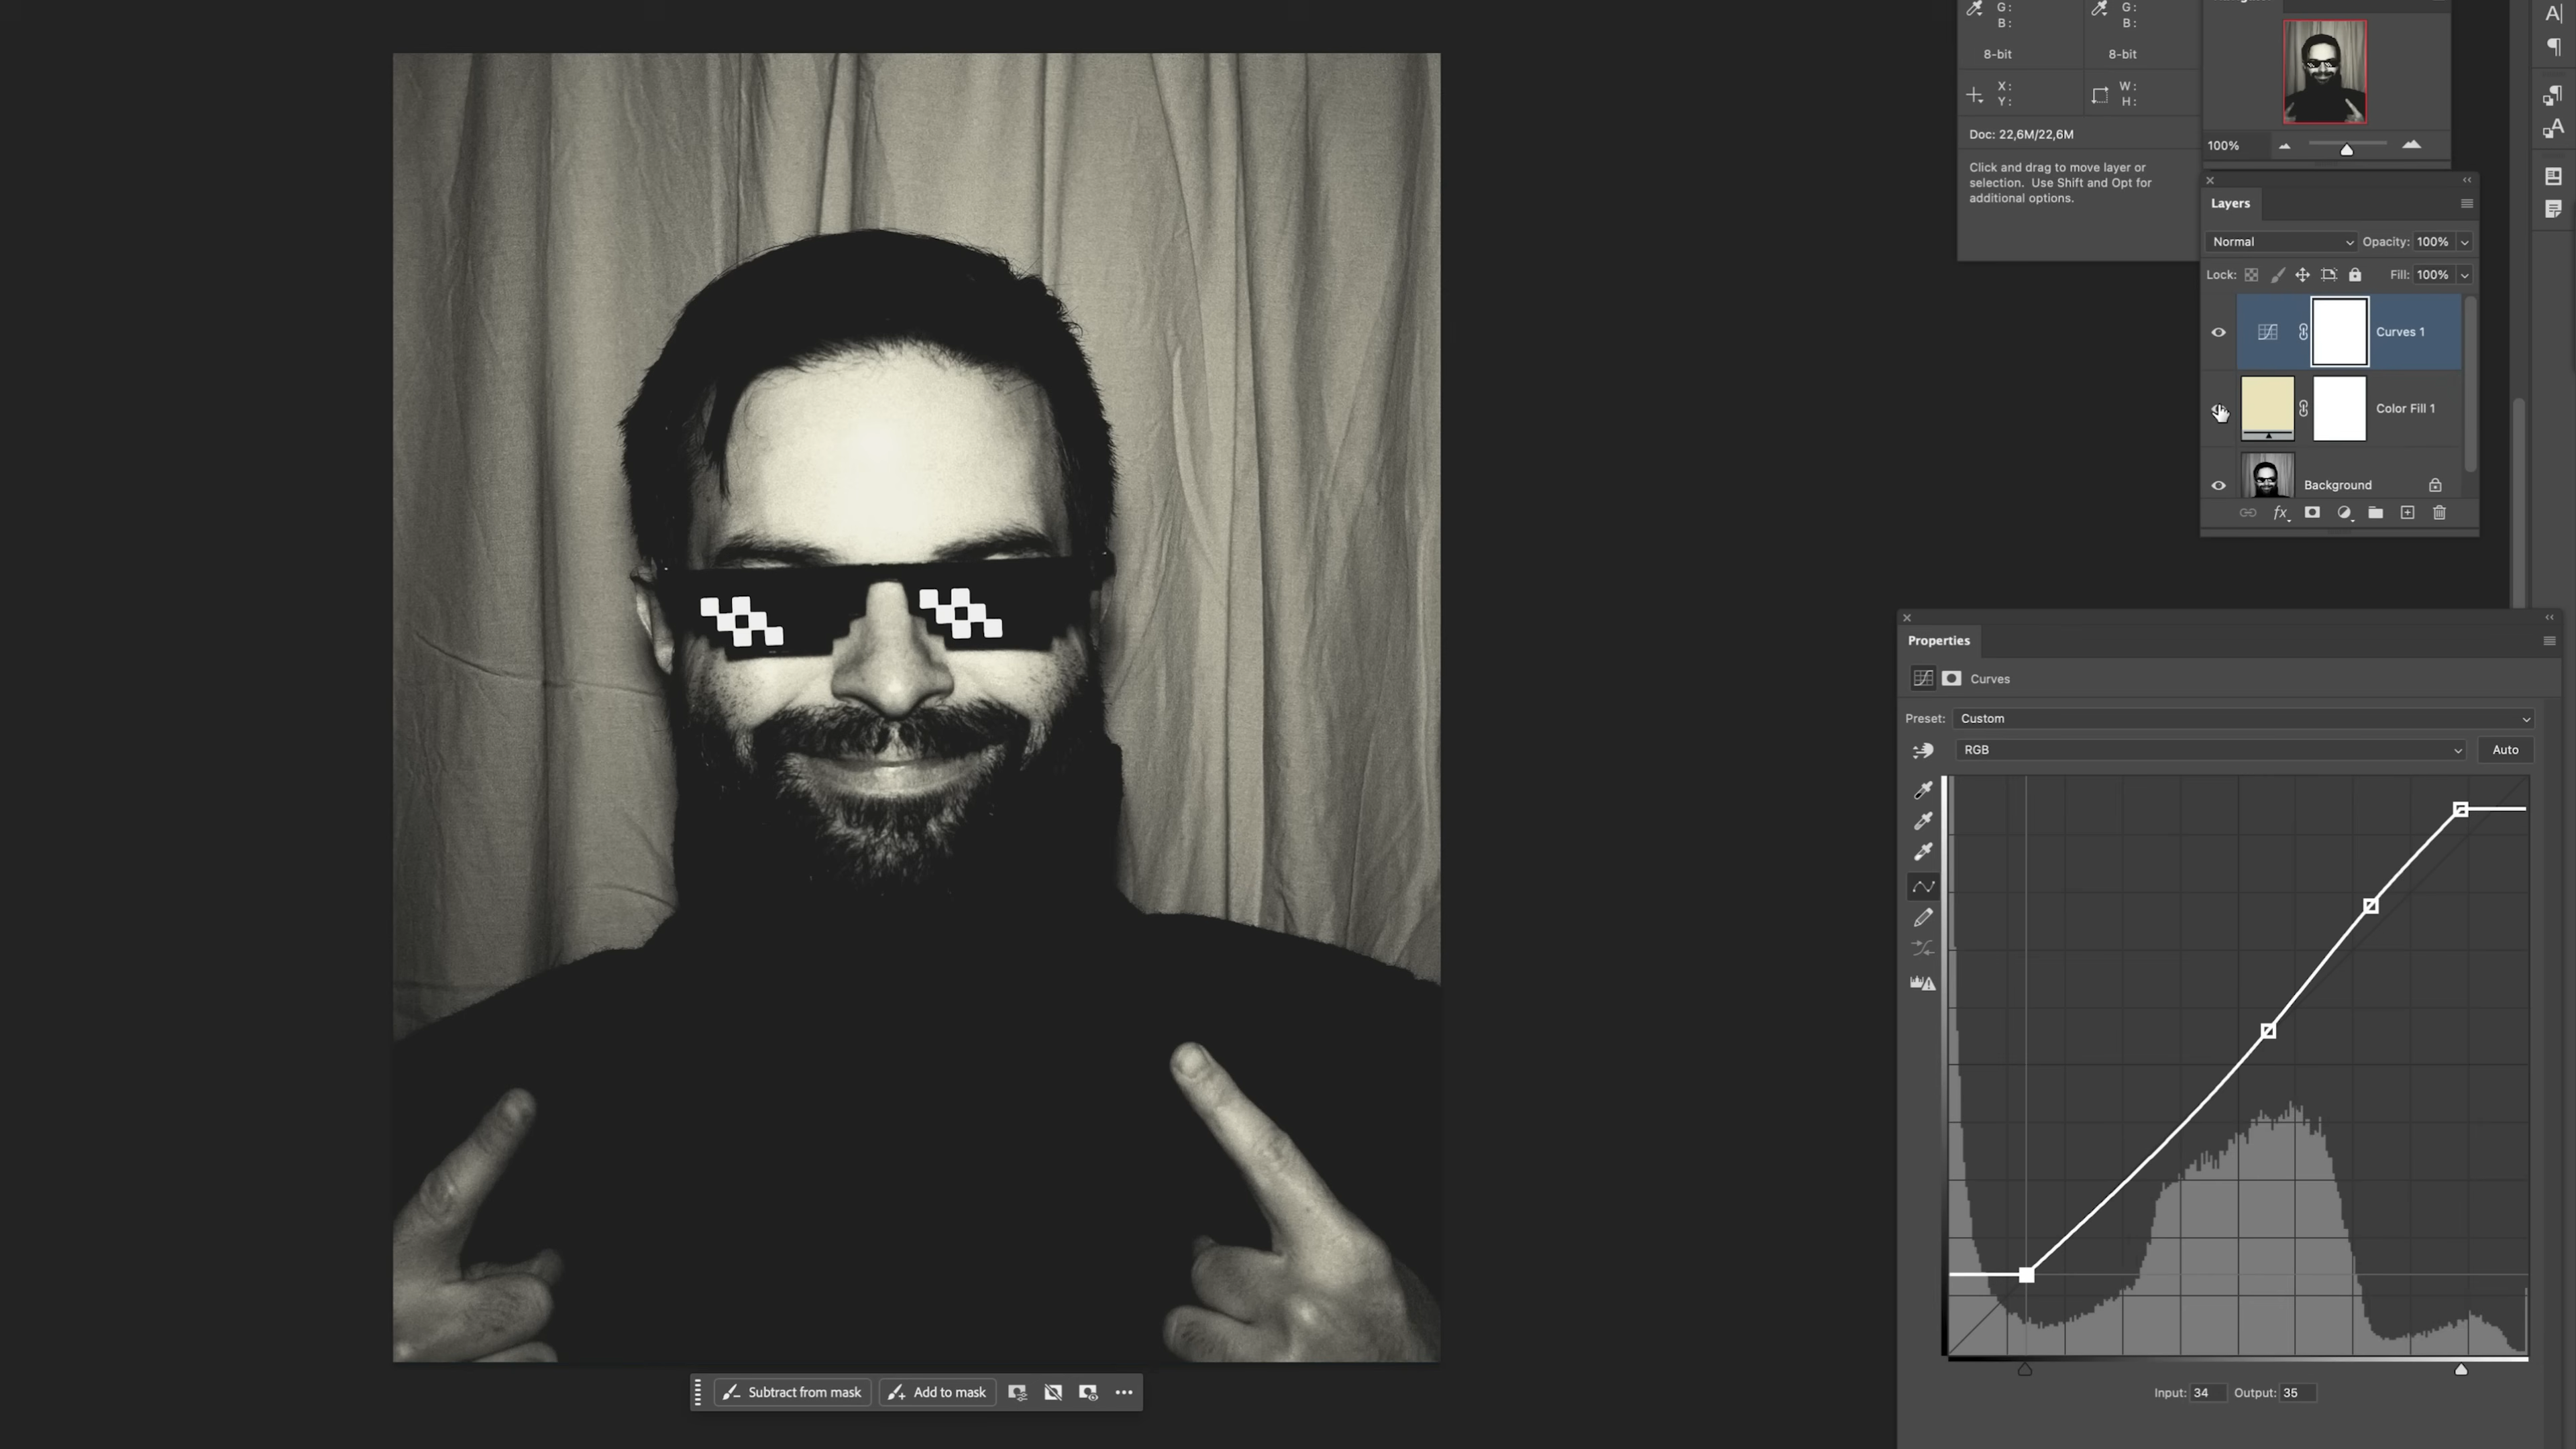 G:
B:
G:
B:
8-bit
8-bit
X:
Y:
W:
H:
Doc: 22,6M/22,6M
Click and drag to move layer or
selection. Use Shift and Opt for
additional options.
100%
Layers
Normal
Opacity: 100%
Lock:
Fill: 100%
Curves 1
Color Fill 1
Background
fx
Properties
Curves
Preset: Custom
RGB
Auto
Input: 34 Output: 35
Subtract from mask
Add to mask